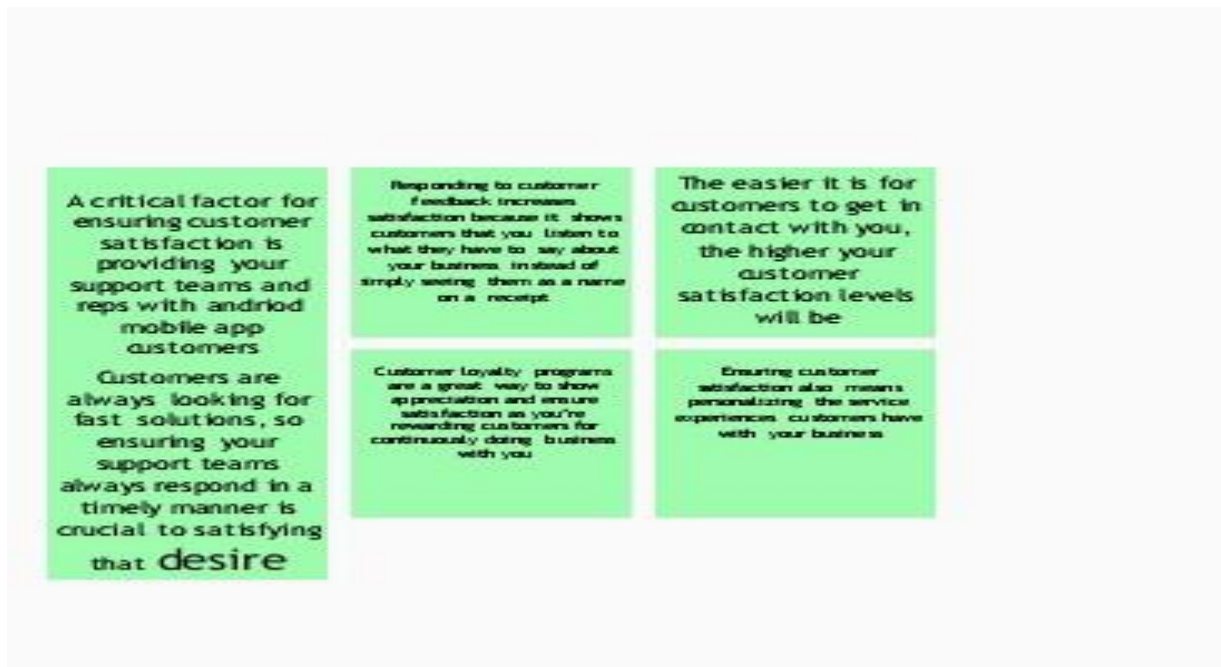 A critical factor for
ensuring customer
satisfaction is
providing your
support teams and
reps with andriod
mobile app
customers
Customers are
always looking for
fast solutions, so
ensuring your
support teams
always respond in a
timely manner is
crucial to satisfying
that desire
Responding to customer
feedback increases
satisfaction because it shows
customers that you listen to
what they have to say about
your business instead of
simply seeing them as a name
on a receipt
The easier it is for
customers to get in
contact with you,
the higher your
customer
satisfaction levels
will be
Customer loyalty programs
are a great way to show
appreciation and ensure
satisfaction as you're
rewarding customers for
continuously doing business
with you
Ensuring customer
satisfaction also means
personalizing the service
experiences customers have
with your business